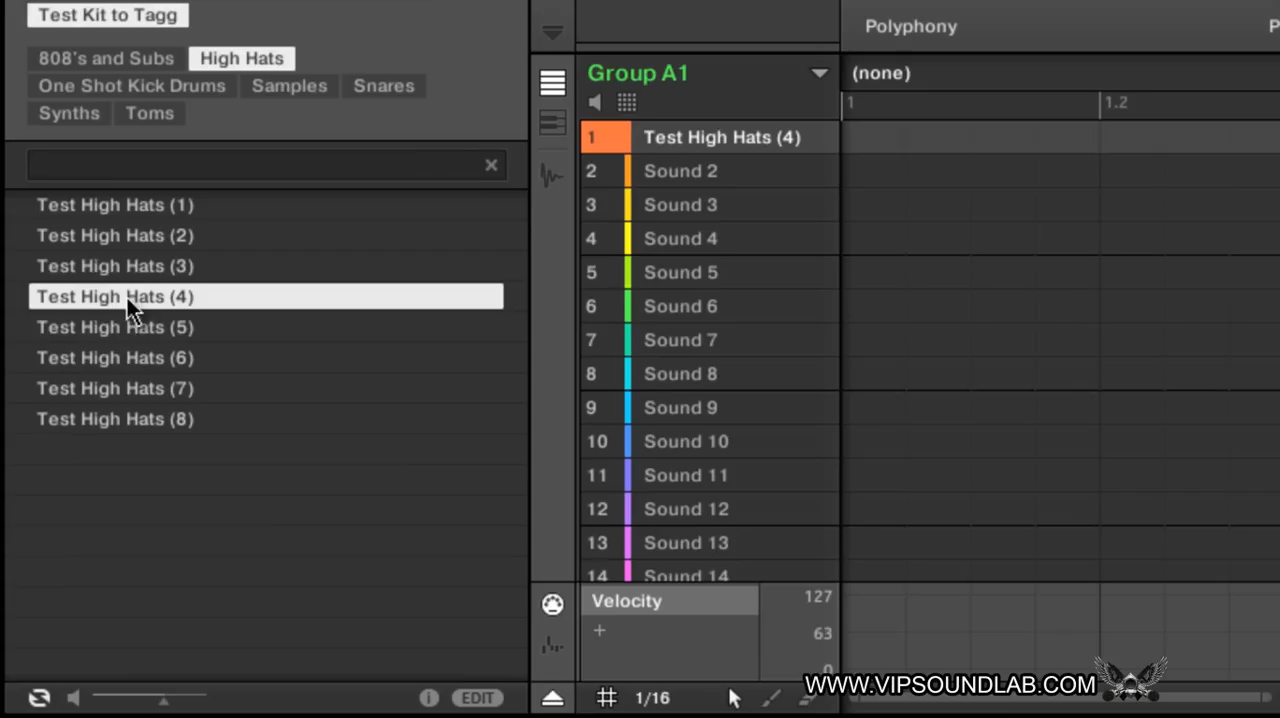 Test Kit to Tagg
808's and Subs High Hats
One Shot Kick Drums Samples Snares
Synths Toms
Test High Hats (1)
Test High Hats (2)
Test High Hats (3)
Test High Hats (4)
Test High Hats (5)
Test High Hats (6)
Test High Hats (7)
Test High Hats (8)
EDIT
Group A1
1 Test High Hats (4)
2 Sound 2
3 Sound 3
4 Sound 4
5 Sound 5
6 Sound 6
7 Sound 7
8 Sound 8
9 Sound 9
10 Sound 10
11 Sound 11
12 Sound 12
13 Sound 13
14 Sound 14
Velocity 127
+ 63
0
1/16
Polyphony P
(none)
1 1.2
WWW.VIPSOUNDLAB.COM